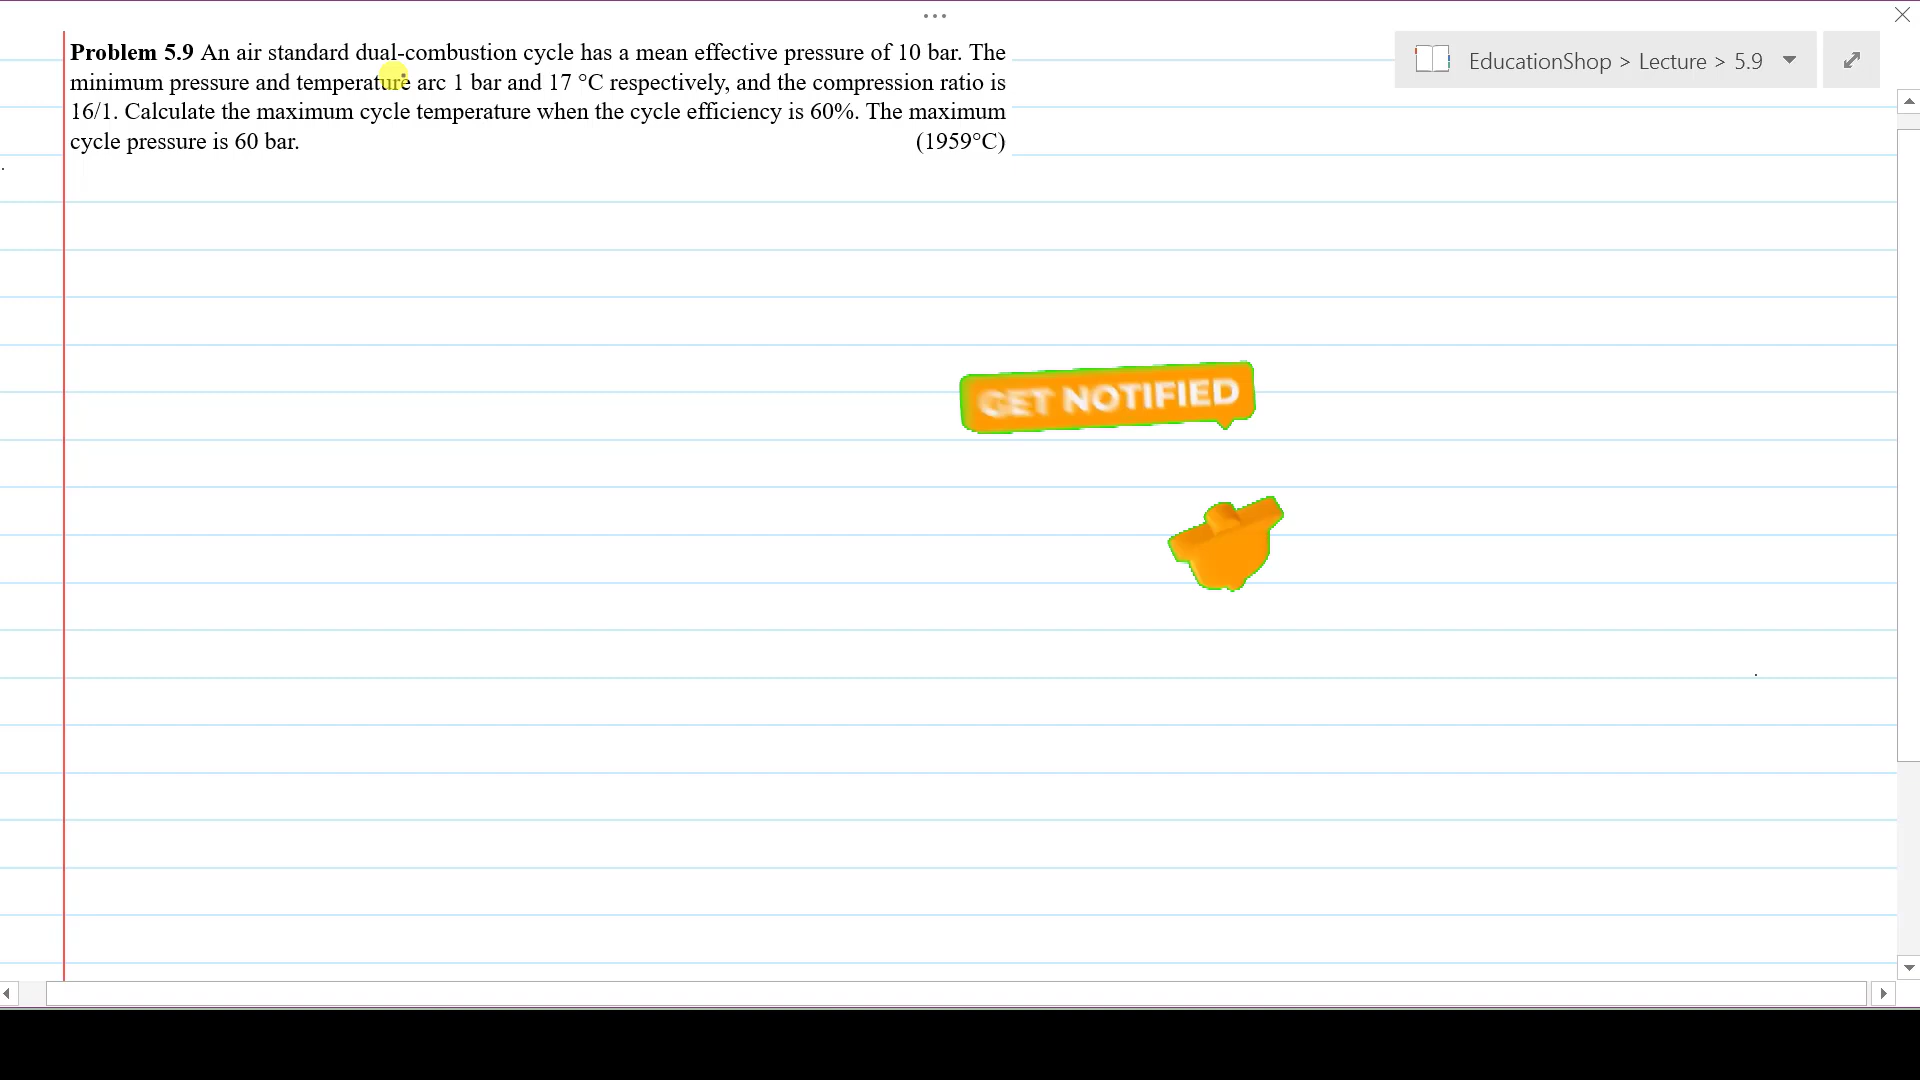 Problem 5.9 An air standard dual-combustion cycle has a mean effective pressure of 10 bar. The
minimum pressure and temperature arc 1 bar and 17 °C respectively, and the compression ratio is
16/1. Calculate the maximum cycle temperature when the cycle efficiency is 60%. The maximum
cycle pressure is 60 bar. (1959°C)
EducationShop > Lecture > 5.9
GET NOTIFIED